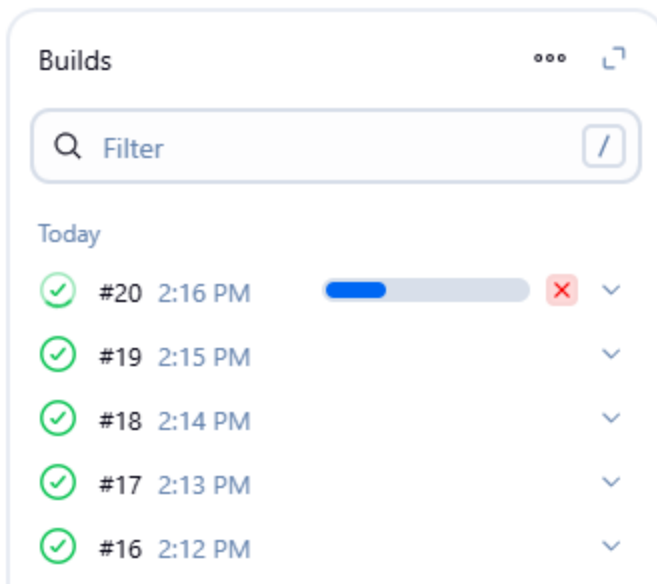 Builds
Filter /
Today
#20 2:16 PM
#19 2:15 PM
#18 2:14 PM
#17 2:13 PM
#16 2:12 PM